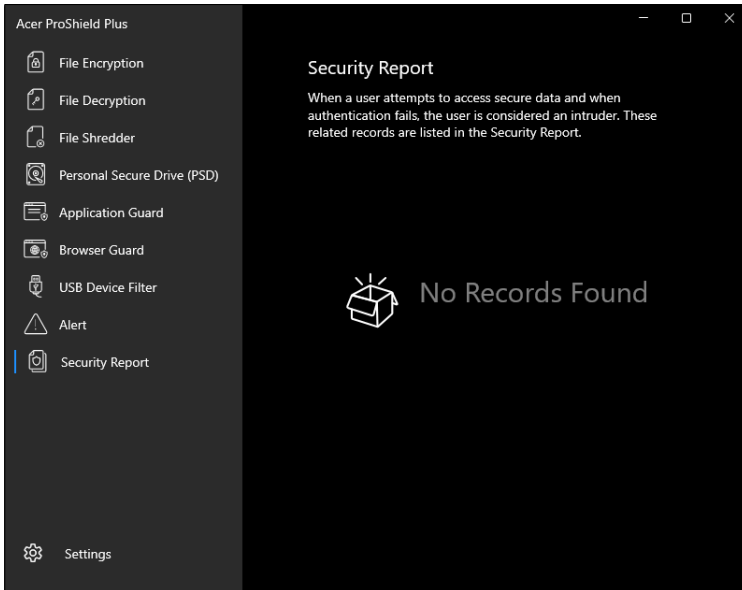 Acer ProShield Plus
File Encryption
File Decryption
File Shredder
Personal Secure Drive (PSD)
Application Guard
Browser Guard
USB Device Filter
Alert
Security Report
Settings
Security Report
When a user attempts to access secure data and when
authentication fails, the user is considered an intruder. These
related records are listed in the Security Report.
No Records Found